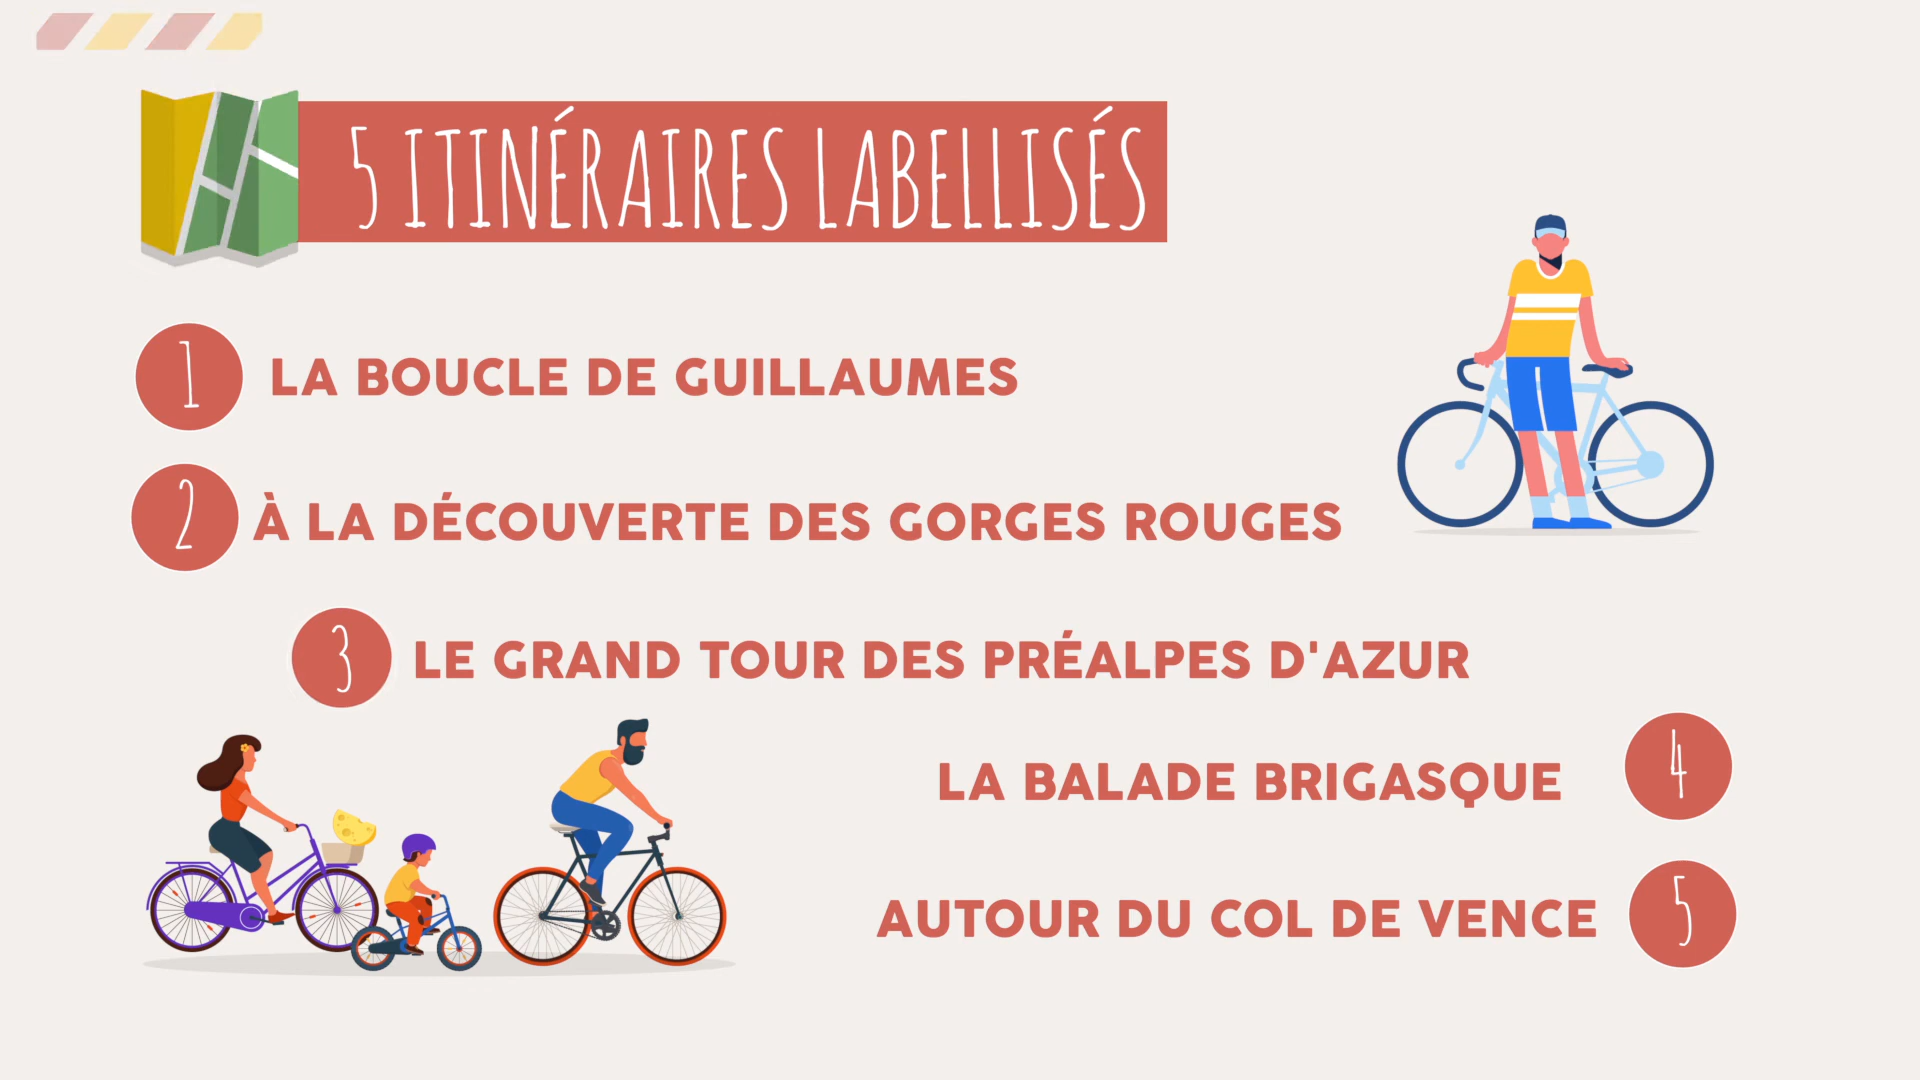 5 ITINÉRAIRES LABELLISÉS
1 LA BOUCLE DE GUILLAUMES
2 À LA DÉCOUVERTE DES GORGES ROUGES
3 LE GRAND TOUR DES PRÉALPES D'AZUR
LA BALADE BRIGASQUE 4
AUTOUR DU COL DE VENCE 5